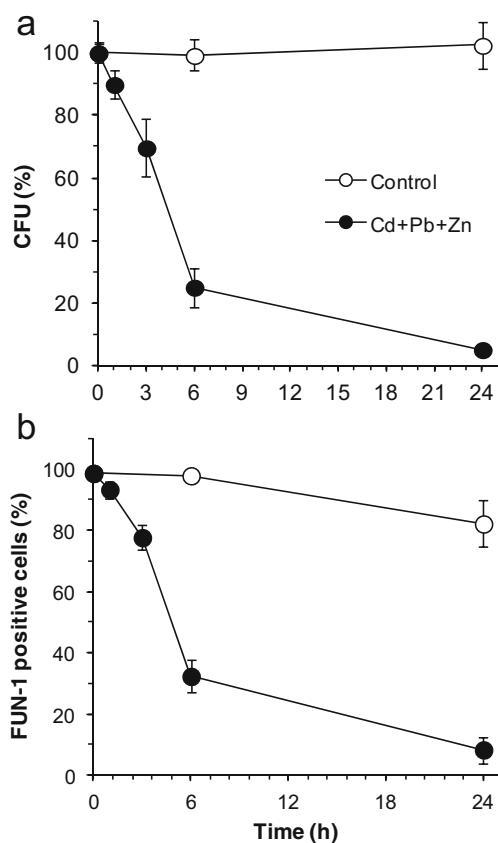 a
100
80
60
40
20
0
CFU (%)
Control
Cd+Pb+Zn
0 3 6 9 12 15 18 21 24
b
100
80
60
40
20
0
FUN-1 positive cells (%)
0 6 12 18 24
Time (h)